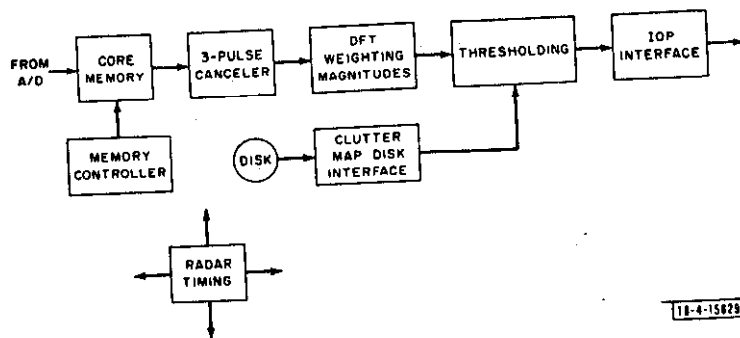 FROM
A/D
CORE
MEMORY
3-PULSE
CANCELER
DFT
WEIGHTING
MAGNITUDES
THRESHOLDING
IOP
INTERFACE
MEMORY
CONTROLLER
DISK
CLUTTER
MAP DISK
INTERFACE
RADAR
TIMING
18-4-15829